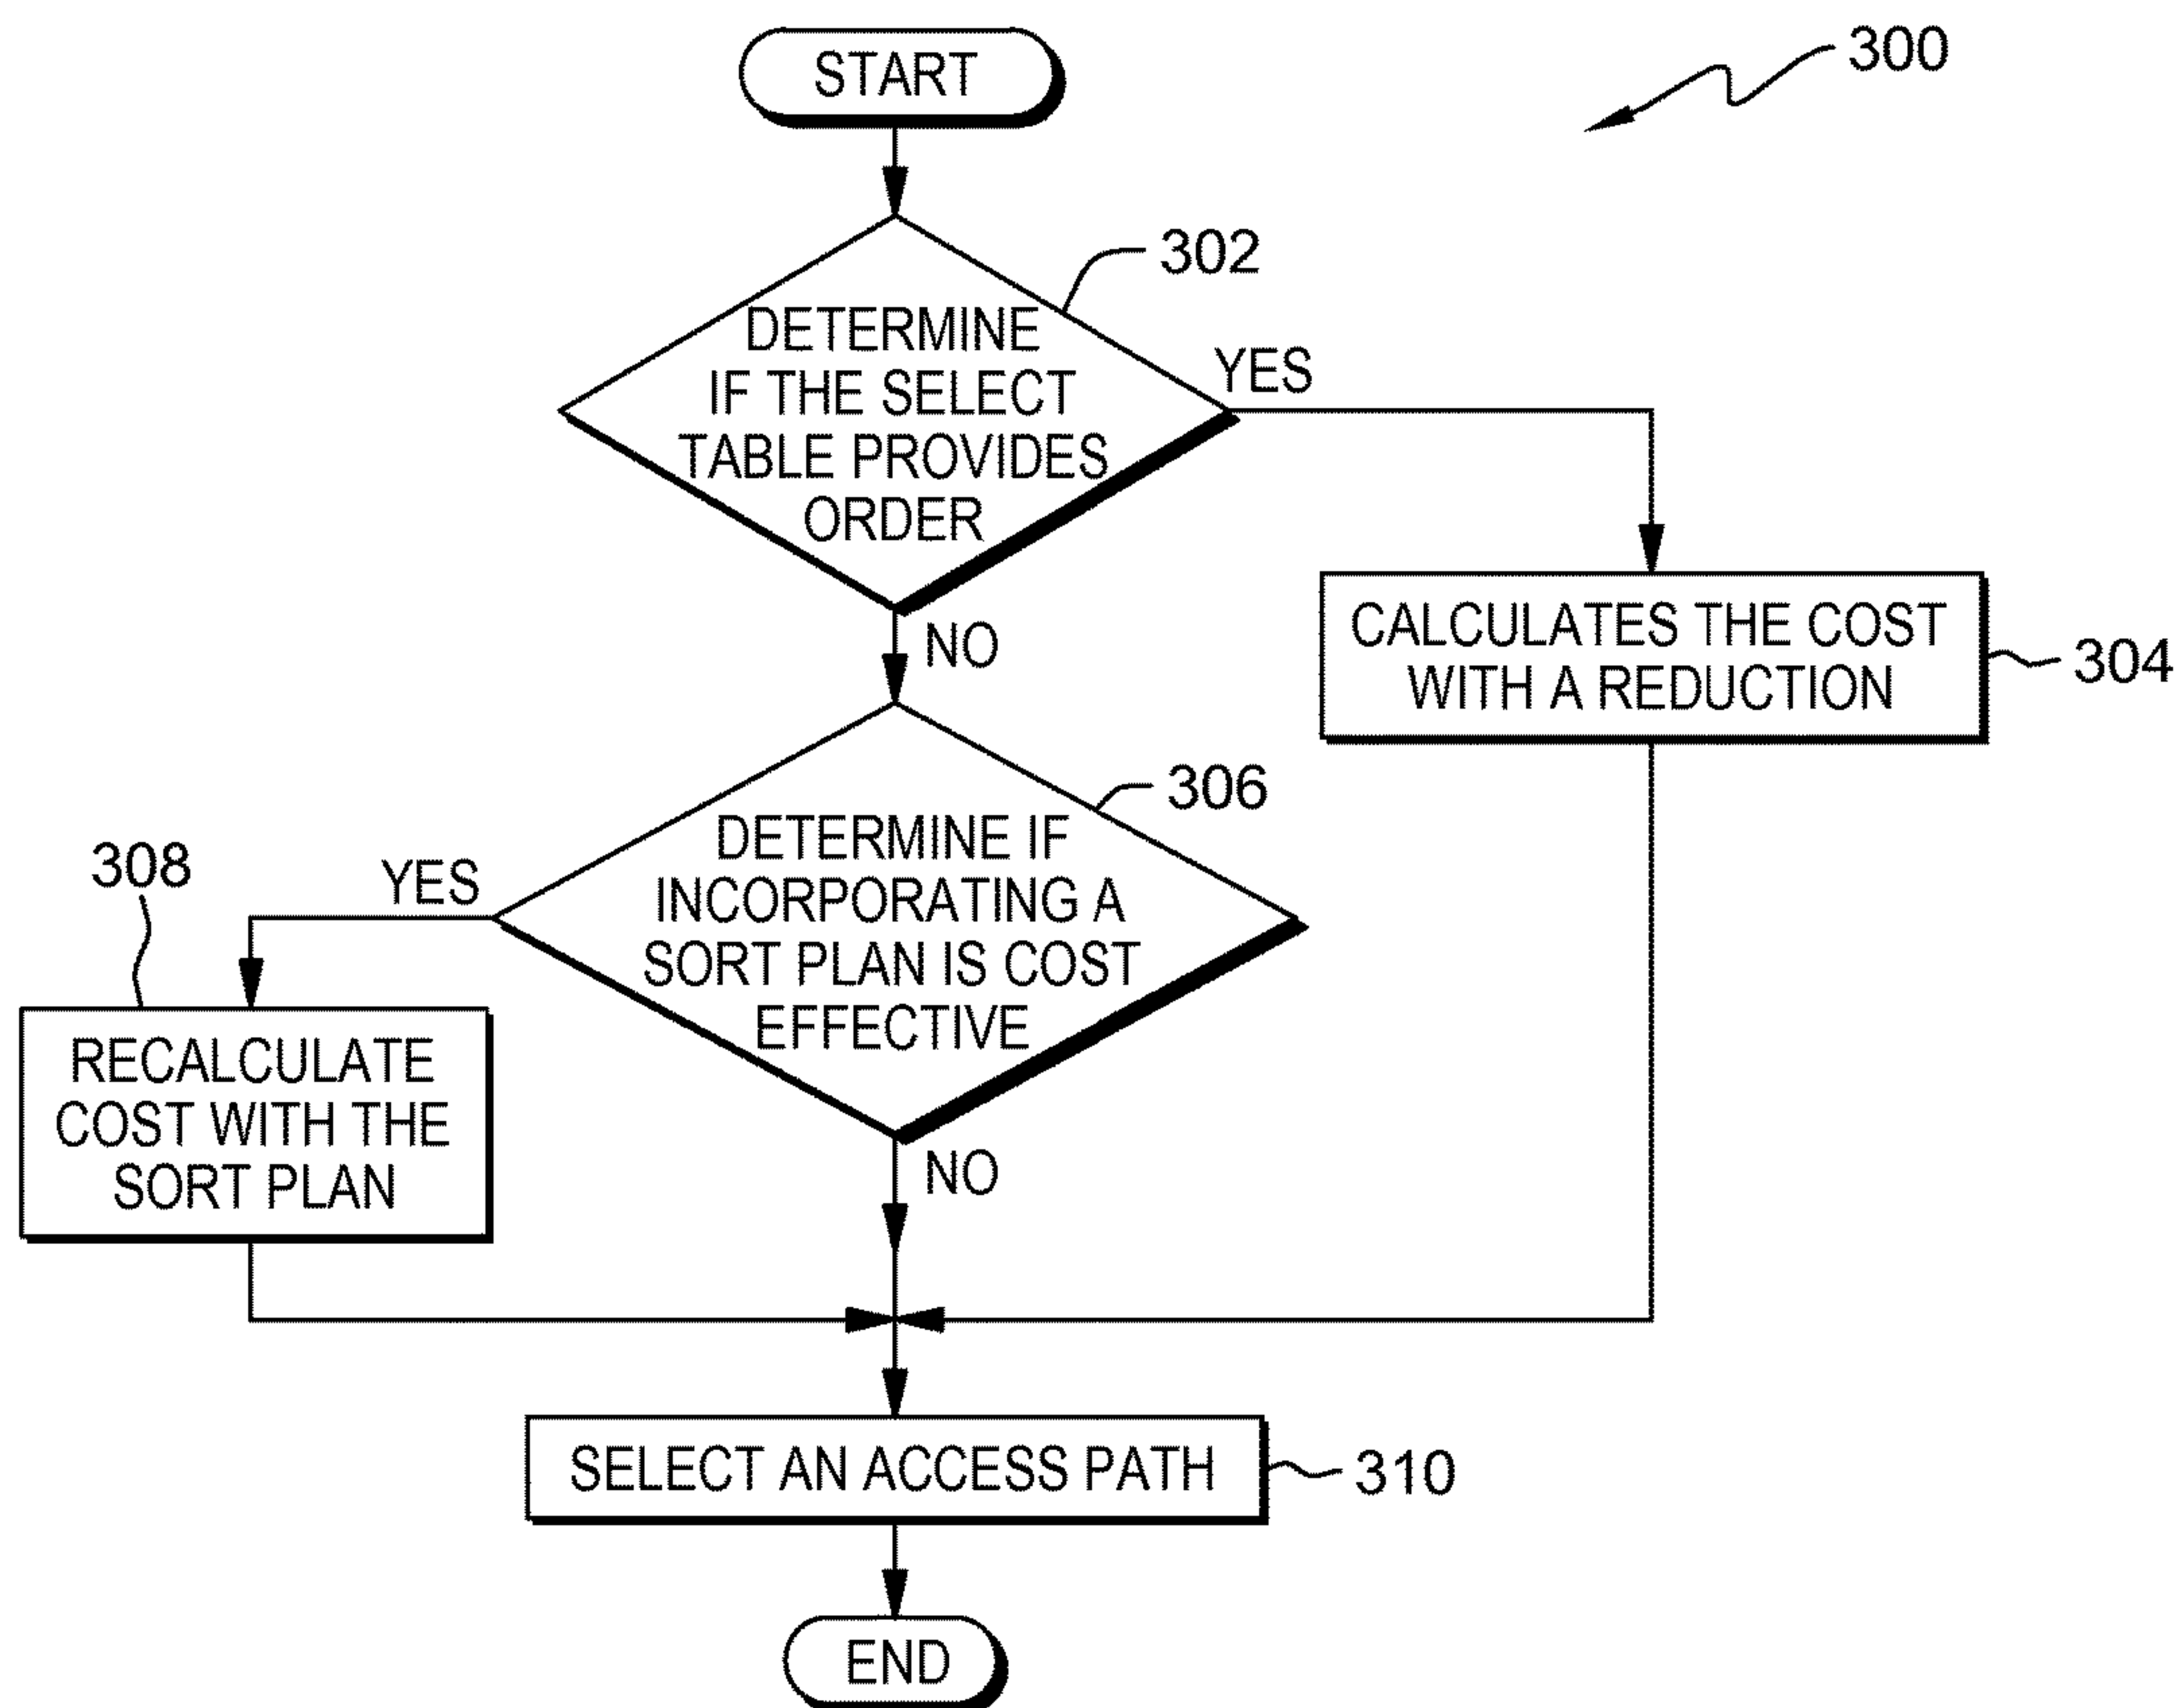 START
300
302
DETERMINE
IF THE SELECT
TABLE PROVIDES
ORDER
YES
NO
CALCULATES THE COST
WITH A REDUCTION
304
306
DETERMINE IF
INCORPORATING A
SORT PLAN IS COST
EFFECTIVE
YES
308
RECALCULATE
COST WITH THE
SORT PLAN
NO
SELECT AN ACCESS PATH
310
END